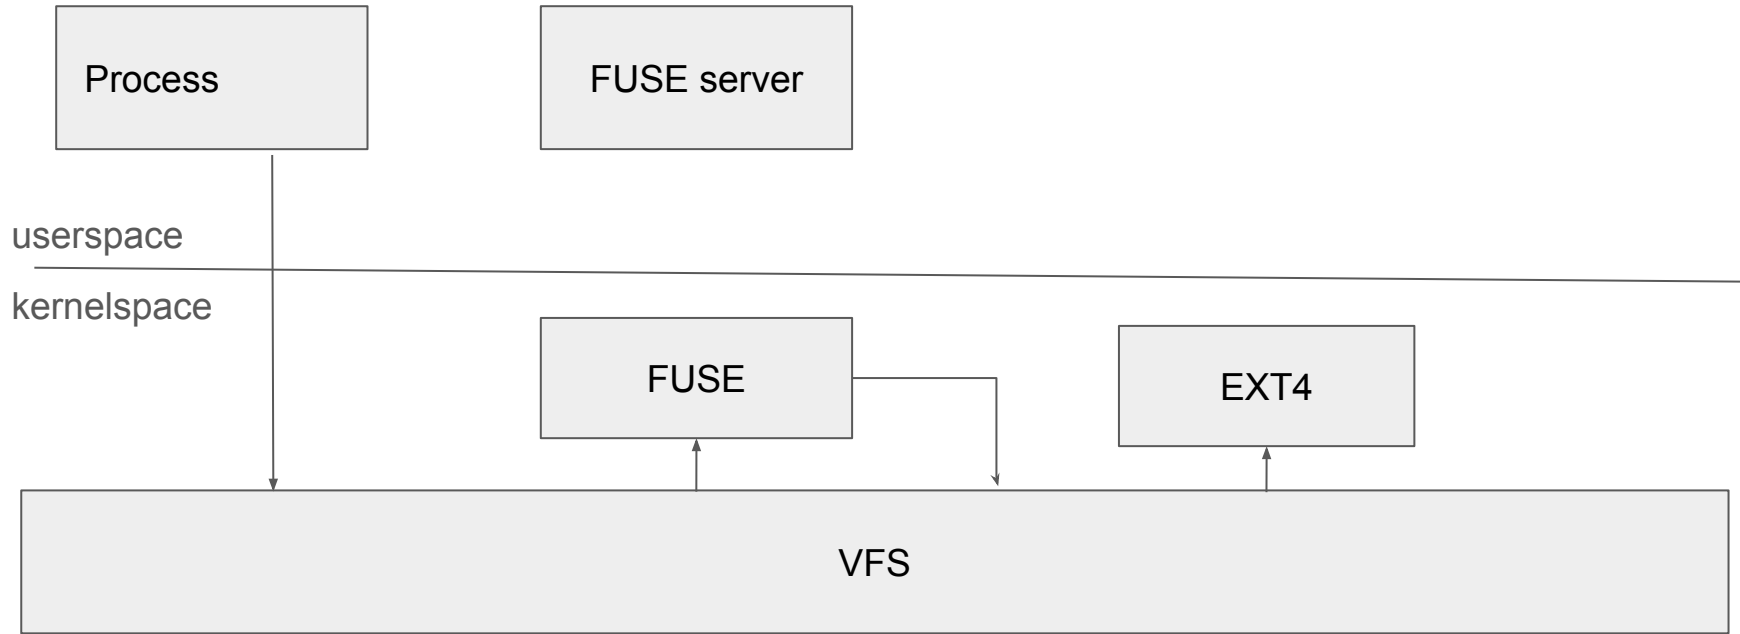 Process
FUSE server
userspace
kernelspace
FUSE
EXT4
VFS